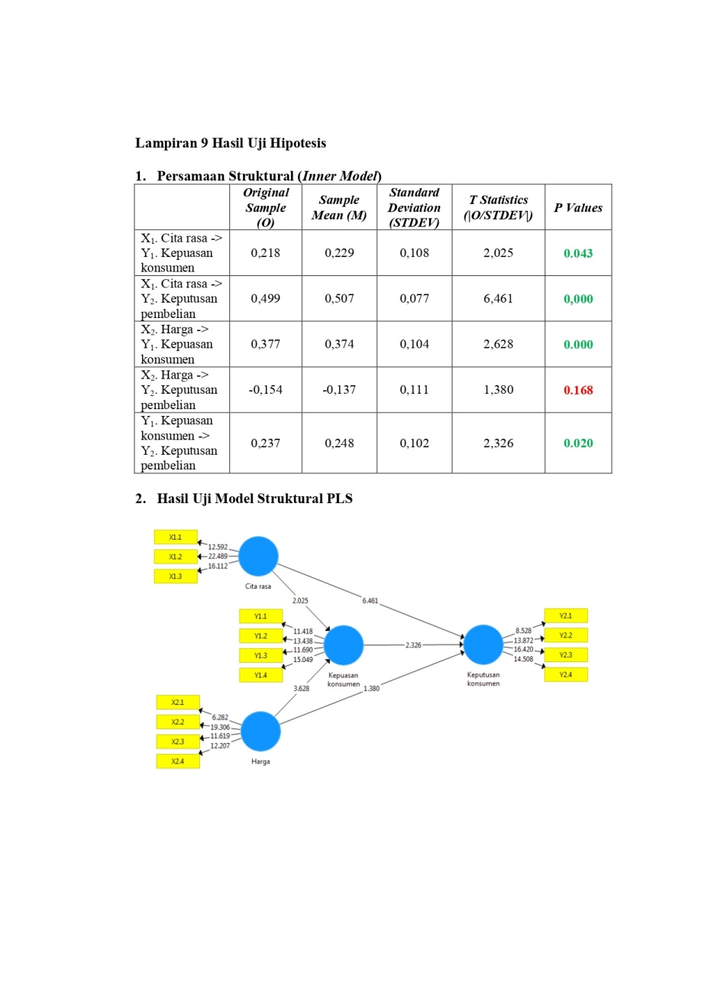 Lampiran 9 Hasil Uji Hipotesis
1. Persamaan Struktural (Inner Model)
Original Sample (O)
Sample Mean (M)
Standard Deviation (STDEV)
T Statistics (|O/STDEV|)
P Values
X1. Cita rasa ->
Y1. Kepuasan
konsumen
0,218
0,229
0,108
2,025
0.043
X1. Cita rasa ->
Y2. Keputusan
pembelian
0,499
0,507
0,077
6,461
0,000
X2. Harga ->
Y1. Kepuasan
konsumen
0,377
0,374
0,104
2,628
0.000
X2. Harga ->
Y2. Keputusan
pembelian
-0,154
-0,137
0,111
1,380
0.168
Y1. Kepuasan
konsumen ->
Y2. Keputusan
pembelian
0,237
0,248
0,102
2,326
0.020
2. Hasil Uji Model Struktural PLS
X1.1
X1.2
X1.3
12.592
22.489
16.112
Cita rasa
2.025
6.461
Y1.1
Y1.2
Y1.3
Y1.4
11.418
13.438
11.690
15.049
Kepuasan
konsumen
2.326
Keputusan
konsumen
8.528
13.872
16.420
14.508
Y2.1
Y2.2
Y2.3
Y2.4
3.628
1.380
X2.1
X2.2
X2.3
X2.4
6.282
19.306
11.619
12.207
Harga